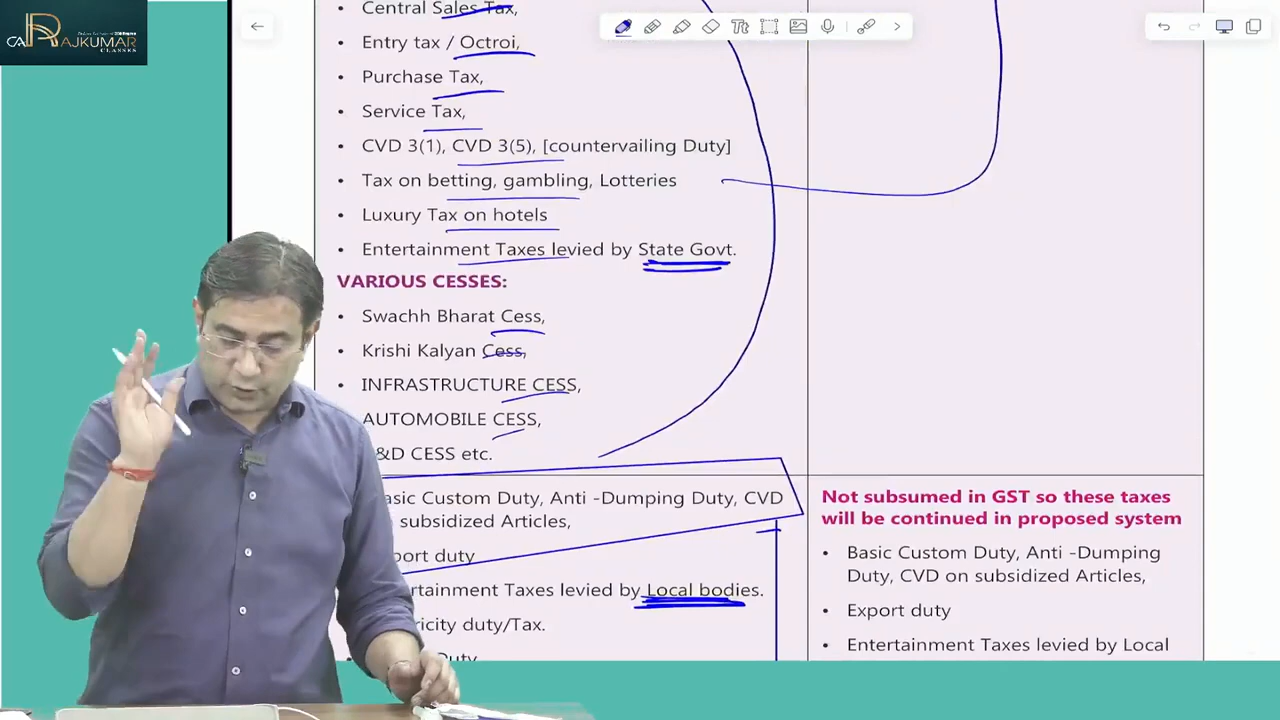 CA RAJKUMAR
CLASSES
Tt
• Central Sales Tax,
• Entry tax / Octroi,
• Purchase Tax,
• Service Tax,
• CVD 3(1), CVD 3(5), [countervailing Duty]
• Tax on betting, gambling, Lotteries
• Luxury Tax on hotels
• Entertainment Taxes levied by State Govt.
VARIOUS CESSES:
• Swachh Bharat Cess,
• Krishi Kalyan Cess,
• INFRASTRUCTURE CESS,
AUTOMOBILE CESS,
&D CESS etc.
asic Custom Duty, Anti -Dumping Duty, CVD
subsidized Articles,
port duty
rtainment Taxes levied by Local bodies.
ricity duty/Tax.
Duty
Not subsumed in GST so these taxes
will be continued in proposed system
• Basic Custom Duty, Anti -Dumping
Duty, CVD on subsidized Articles,
• Export duty
• Entertainment Taxes levied by Local